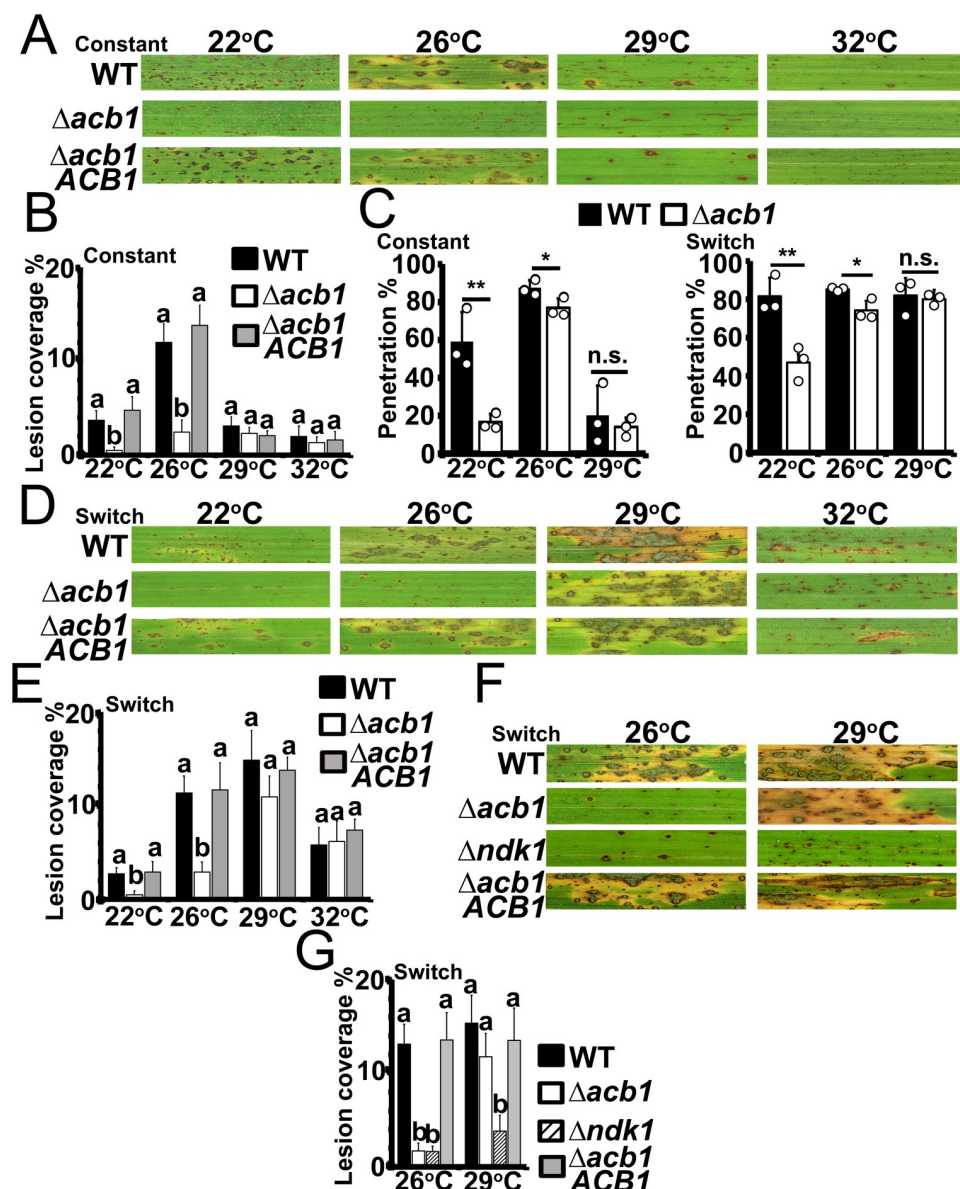 A
Constant
22°C
26°C
29°C
32°C
WT
Δacb1
Δacb1
ACB1
B
Constant
Lesion coverage %
20
10
0
a
b
a
a
b
a
a
a
a
a
a
a
22°C
26°C
29°C
32°C
WT
Δacb1
Δacb1
ACB1
C
WT
Δacb1
Constant
Penetration %
100
80
60
40
20
0
**
*
n.s.
22°C
26°C
29°C
Switch
Penetration %
100
80
60
40
20
0
**
*
n.s.
22°C
26°C
29°C
D
Switch
22°C
26°C
29°C
32°C
WT
Δacb1
Δacb1
ACB1
E
Switch
Lesion coverage %
20
10
0
a
b
a
a
b
a
a
a
a
a
a
a
22°C
26°C
29°C
32°C
WT
Δacb1
Δacb1
ACB1
F
Switch
26°C
29°C
WT
Δacb1
Δndk1
Δacb1
ACB1
G
Switch
Lesion coverage %
20
10
0
a
b
b
a
a
a
b
a
26°C
29°C
WT
Δacb1
Δndk1
Δacb1
ACB1